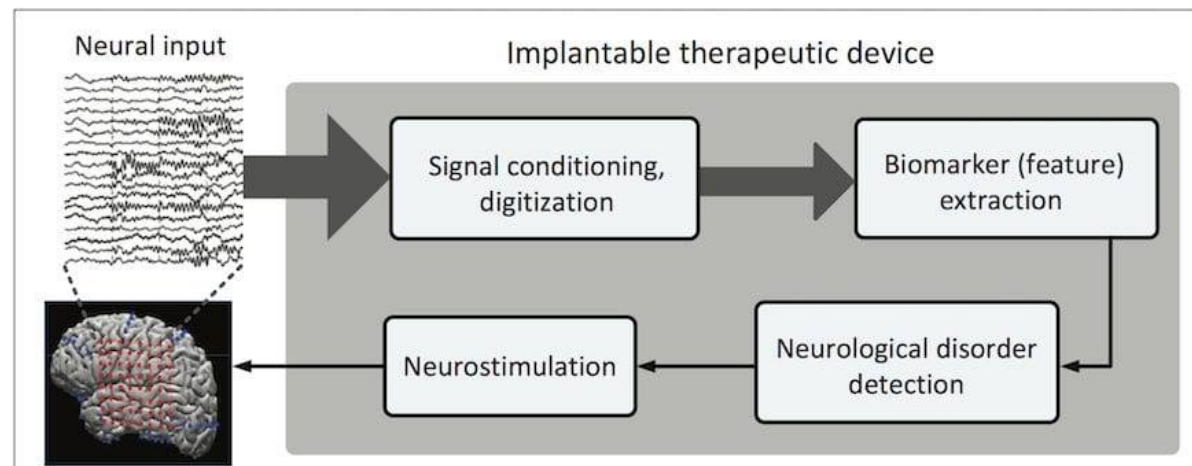 Neural input
Implantable therapeutic device
Signal conditioning,
digitization
Biomarker (feature)
extraction
Neurostimulation
Neurological disorder
detection